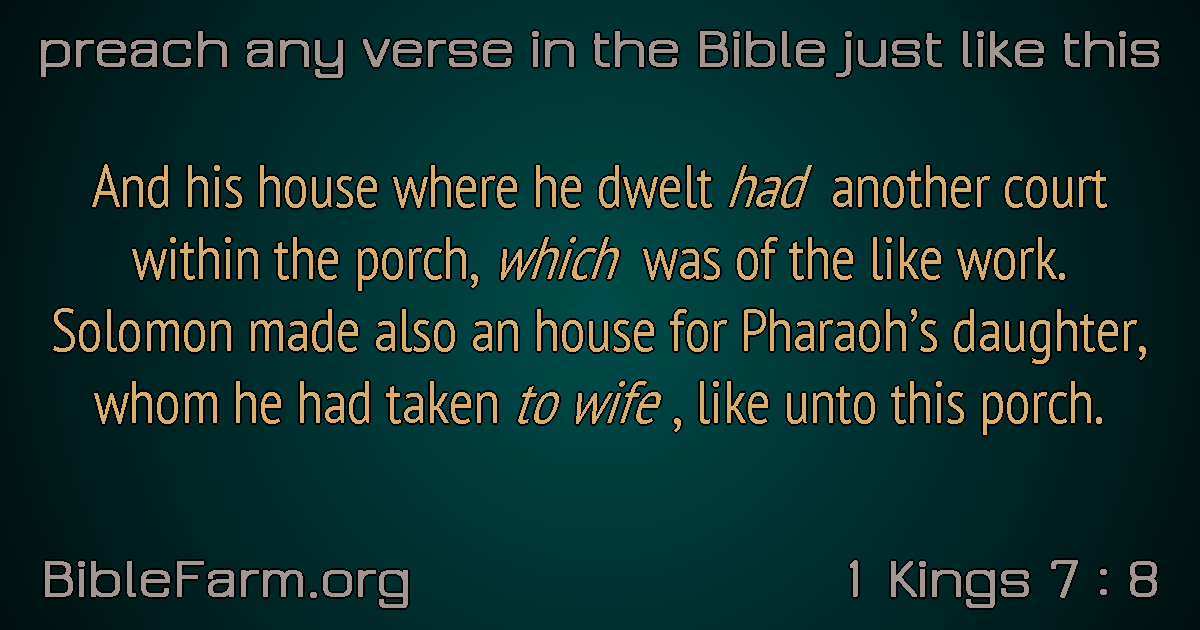 preach any verse in the Bible just like this
And his house where he dwelt had another court
within the porch, which was of the like work.
Solomon made also an house for Pharaoh’s daughter,
whom he had taken to wife , like unto this porch.
BibleFarm.org
1 Kings 7 : 8